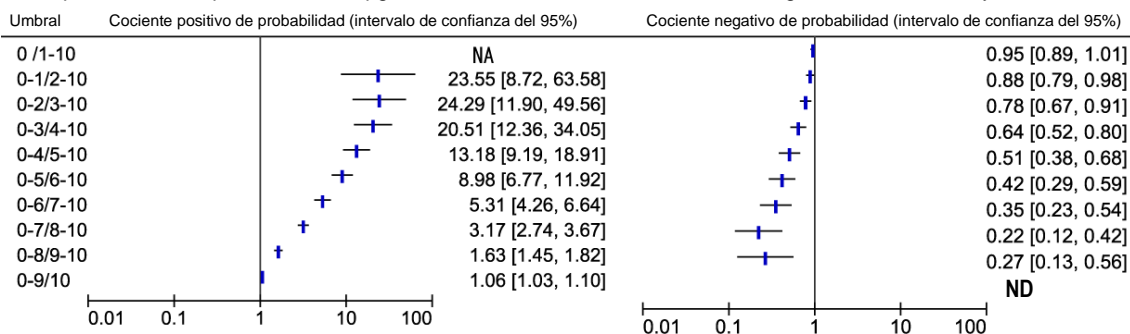 Umbral Cociente positivo de probabilidad (intervalo de confianza del 95%) Cociente negativo de probabilidad (intervalo de confianza del 95%)
0 /1-10 NA 0.95 [0.89, 1.01]
0-1/2-10 23.55 [8.72, 63.58] 0.88 [0.79, 0.98]
0-2/3-10 24.29 [11.90, 49.56] 0.78 [0.67, 0.91]
0-3/4-10 20.51 [12.36, 34.05] 0.64 [0.52, 0.80]
0-4/5-10 13.18 [9.19, 18.91] 0.51 [0.38, 0.68]
0-5/6-10 8.98 [6.77, 11.92] 0.42 [0.29, 0.59]
0-6/7-10 5.31 [4.26, 6.64] 0.35 [0.23, 0.54]
0-7/8-10 3.17 [2.74, 3.67] 0.22 [0.12, 0.42]
0-8/9-10 1.63 [1.45, 1.82] 0.27 [0.13, 0.56]
0-9/10 1.06 [1.03, 1.10] ND
0.01 0.1 1 10 100 0.01 0.1 1 10 100